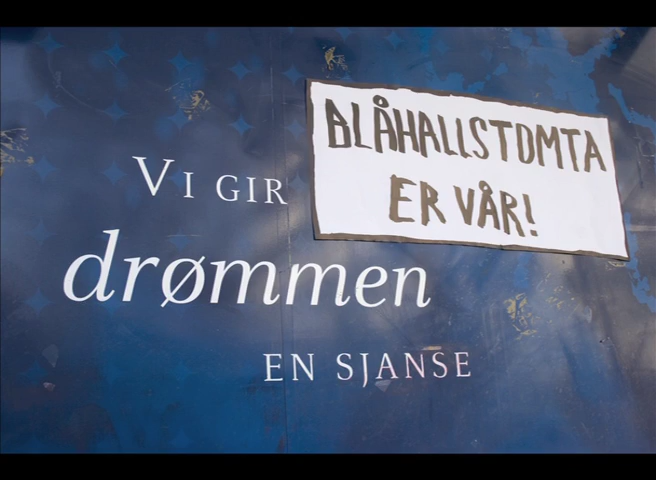 BLÅHALLSTOMTA
ER VÅR!
VI GIR
drømmen
EN SJANSE